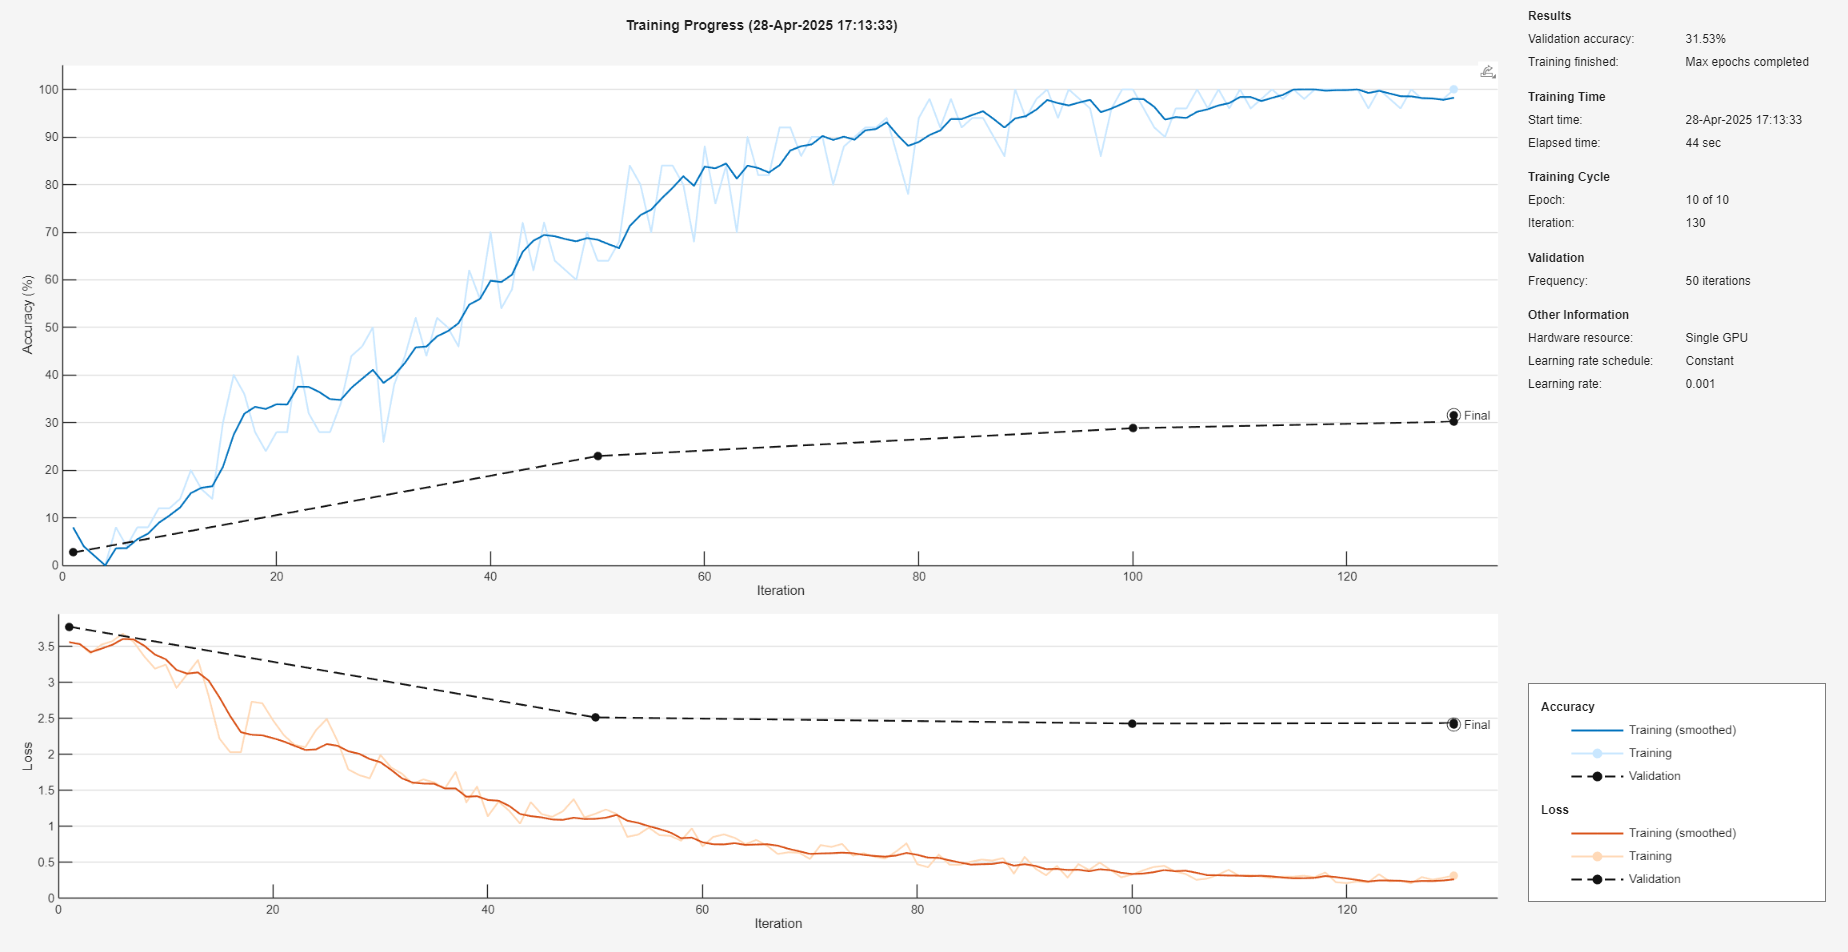 Training Progress (28-Apr-2025 17:13:33)
100
90
80
70
60
50
40
30
20
10
0
Accuracy (%)
0 20 40 60 80 100 120
Iteration
Final
3.5
3
2.5
2
1.5
1
0.5
0
Loss
0 20 40 60 80 100 120
Iteration
Final
Results
Validation accuracy: 31.53%
Training finished: Max epochs completed
Training Time
Start time: 28-Apr-2025 17:13:33
Elapsed time: 44 sec
Training Cycle
Epoch: 10 of 10
Iteration: 130
Validation
Frequency: 50 iterations
Other Information
Hardware resource: Single GPU
Learning rate schedule: Constant
Learning rate: 0.001
Accuracy
Training (smoothed)
Training
Validation
Loss
Training (smoothed)
Training
Validation